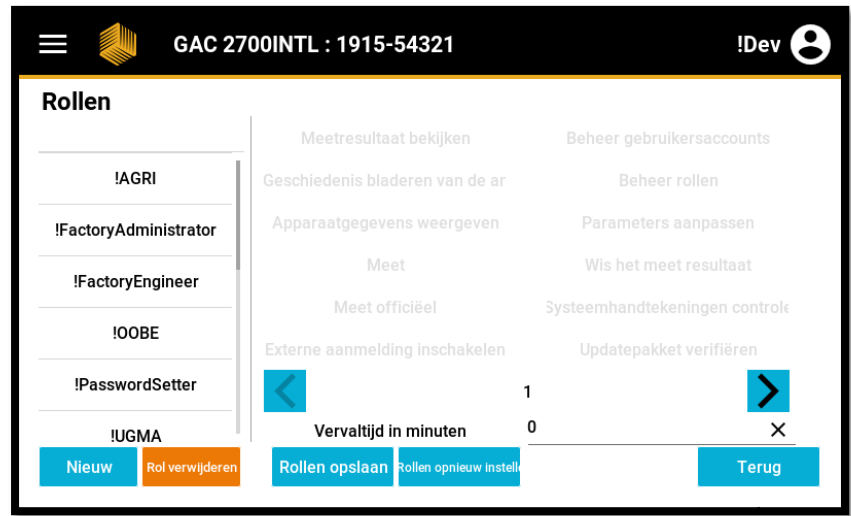 GAC 2700INTL : 1915-54321
!Dev
Rollen
Meetresultaat bekijken
Beheer gebruikersaccounts
!AGRI
Geschiedenis bladeren van de ar
Beheer rollen
!FactoryAdministrator
Apparaatgegevens weergeven
Parameters aanpassen
!FactoryEngineer
Meet
Wis het meet resultaat
!OOBE
Meet officiëel
Systeemhandtekeningen controle
Externe aanmelding inschakelen
Updatepakket verifiëren
!PasswordSetter
1
!UGMA
Vervaltijd in minuten
0
Nieuw
Rol verwijderen
Rollen opslaan
Rollen opnieuw instelle
Terug